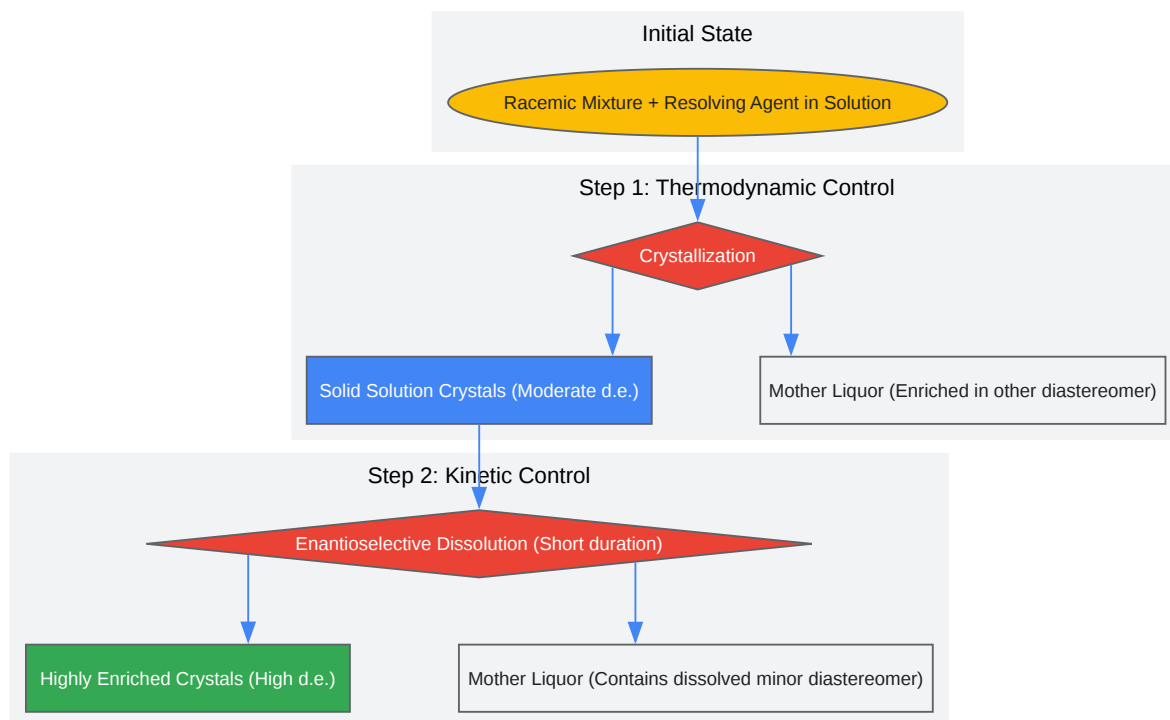 Initial State
Racemic Mixture + Resolving Agent in Solution
Step 1: Thermodynamic Control
Crystallization
Solid Solution Crystals (Moderate d.e.)
Mother Liquor (Enriched in other diastereomer)
Step 2: Kinetic Control
Enantioselective Dissolution (Short duration)
Highly Enriched Crystals (High d.e.)
Mother Liquor (Contains dissolved minor diastereomer)